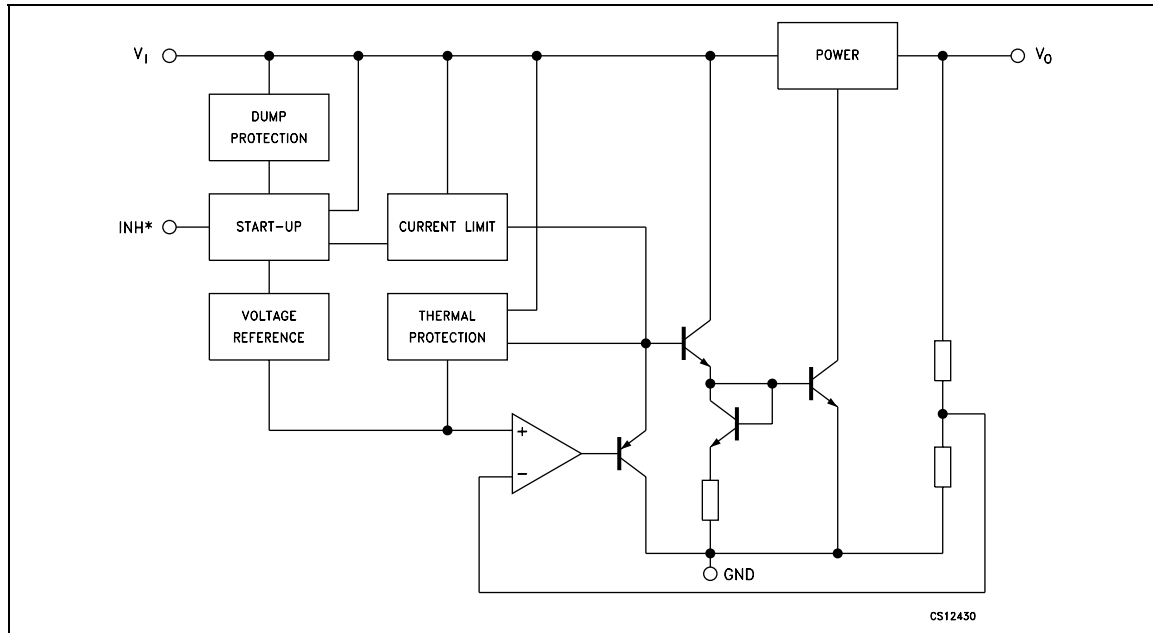 V_I
POWER
V_O
DUMP
PROTECTION
INH*
START-UP
CURRENT LIMIT
VOLTAGE
REFERENCE
THERMAL
PROTECTION
+
−
GND
CS12430